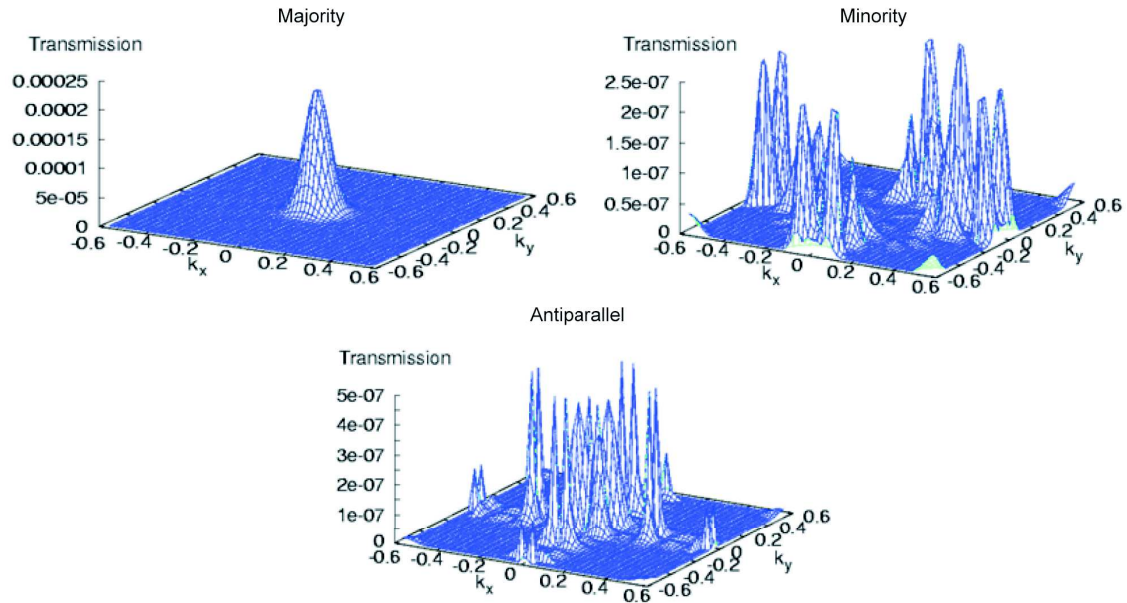 Majority
Transmission
0.00025
0.0002
0.00015
0.0001
5e-05
0
-0.6
-0.4
-0.2
0
0.2
0.4
0.6
kx
-0.6
-0.4
-0.2
0
0.2
0.4
0.6
ky
Minority
Transmission
2.5e-07
2e-07
1.5e-07
1e-07
0.5e-07
0
-0.6
-0.4
-0.2
0
0.2
0.4
0.6
kx
-0.6
-0.4
-0.2
0
0.2
0.4
0.6
ky
Antiparallel
Transmission
5e-07
4e-07
3e-07
2e-07
1e-07
0
-0.6
-0.4
-0.2
0
0.2
0.4
0.6
kx
-0.6
-0.4
-0.2
0
0.2
0.4
0.6
ky